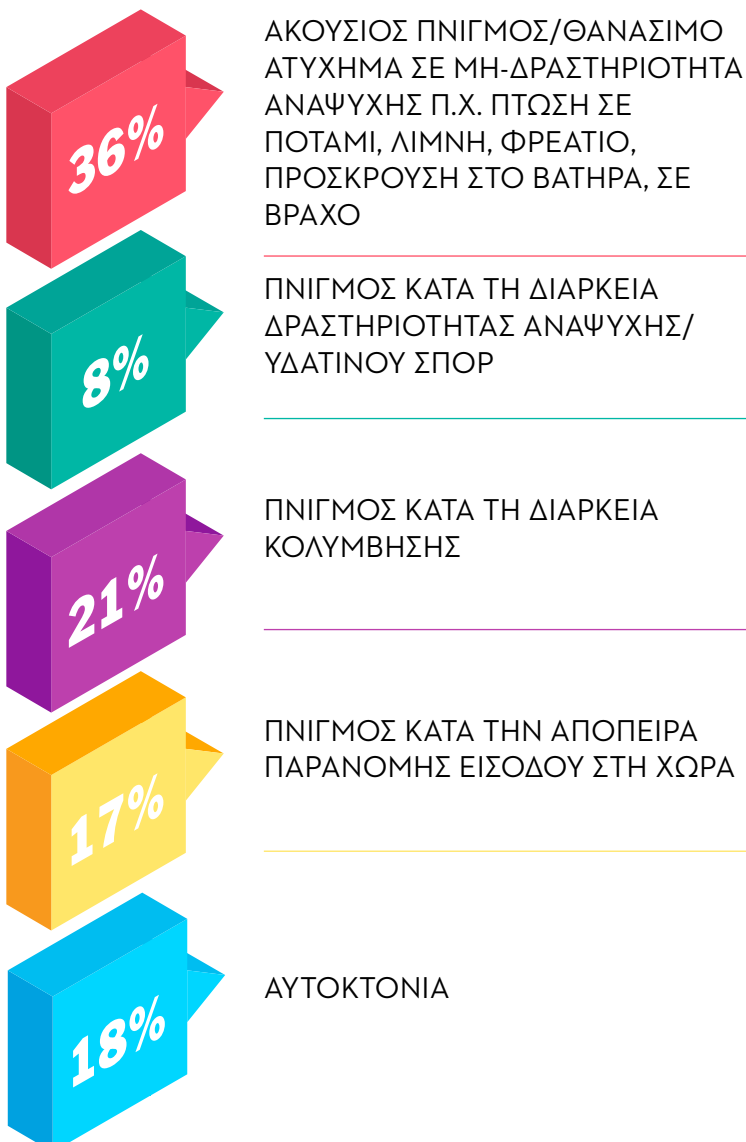 36%
ΑΚΟΥΣΙΟΣ ΠΝΙΓΜΟΣ/ΘΑΝΑΣΙΜΟ
ΑΤΥΧΗΜΑ ΣΕ ΜΗ-ΔΡΑΣΤΗΡΙΟΤΗΤΑ
ΑΝΑΨΥΧΗΣ Π.Χ. ΠΤΩΣΗ ΣΕ
ΠΟΤΑΜΙ, ΛΙΜΝΗ, ΦΡΕΑΤΙΟ,
ΠΡΟΣΚΡΟΥΣΗ ΣΤΟ ΒΑΤΗΡΑ, ΣΕ
ΒΡΑΧΟ
8%
ΠΝΙΓΜΟΣ ΚΑΤΑ ΤΗ ΔΙΑΡΚΕΙΑ
ΔΡΑΣΤΗΡΙΟΤΗΤΑΣ ΑΝΑΨΥΧΗΣ/
ΥΔΑΤΙΝΟΥ ΣΠΟΡ
21%
ΠΝΙΓΜΟΣ ΚΑΤΑ ΤΗ ΔΙΑΡΚΕΙΑ
ΚΟΛΥΜΒΗΣΗΣ
17%
ΠΝΙΓΜΟΣ ΚΑΤΑ ΤΗΝ ΑΠΟΠΕΙΡΑ
ΠΑΡΑΝΟΜΗΣ ΕΙΣΟΔΟΥ ΣΤΗ ΧΩΡΑ
18%
ΑΥΤΟΚΤΟΝΙΑ